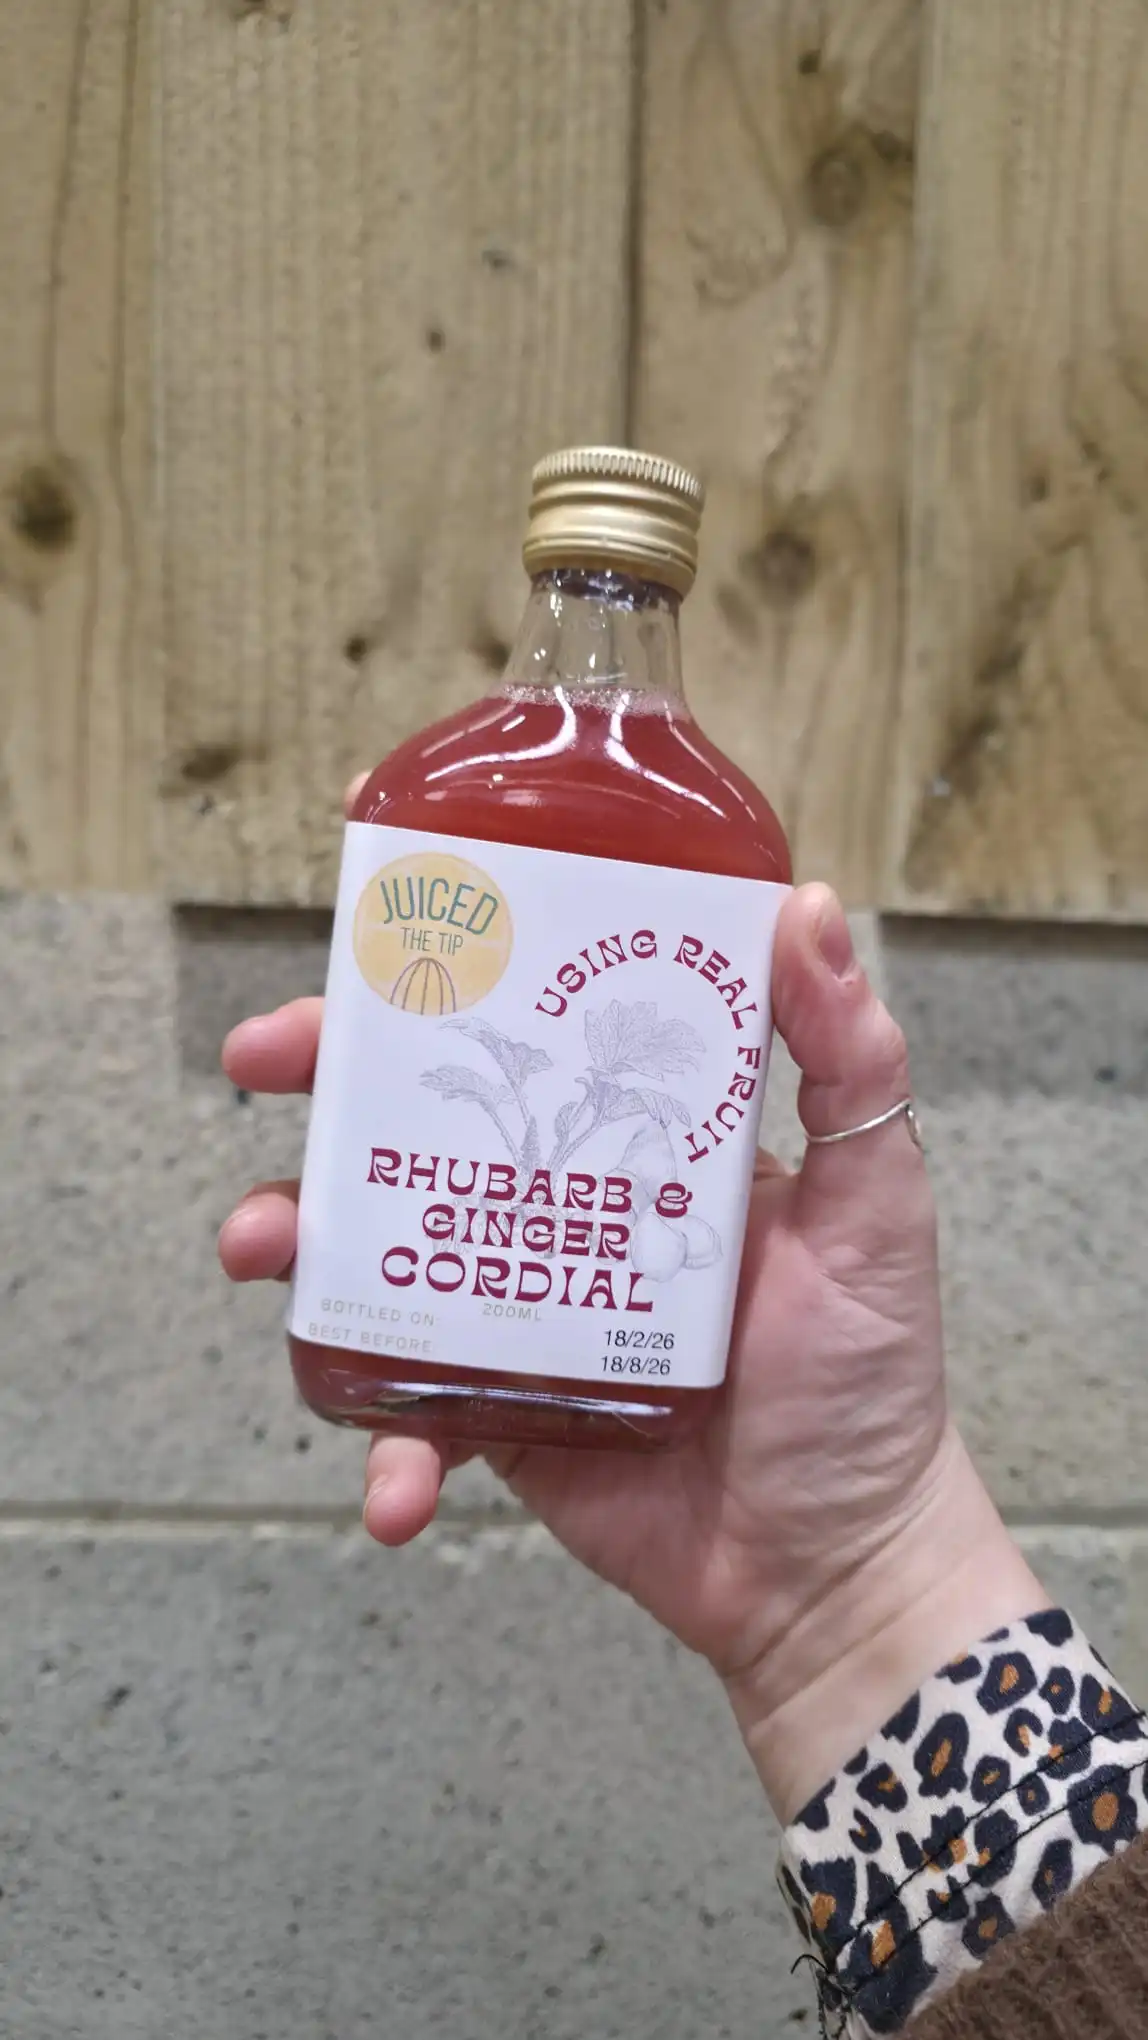 JUICED
THE TIP
USING REAL FRUIT
RHUBARB &
GINGER
CORDIAL
200ML
BOTTLED ON: 18/2/26
BEST BEFORE: 18/8/26